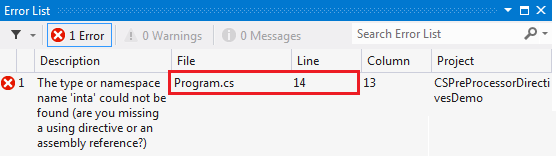 Error List
1 Error
0 Warnings
0 Messages
Search Error List
Description
File
Line
Column
Project
1
The type or namespace
name 'inta' could not be
found (are you missing
a using directive or an
assembly reference?)
Program.cs
14
13
CSPreProcessorDirecti
vesDemo